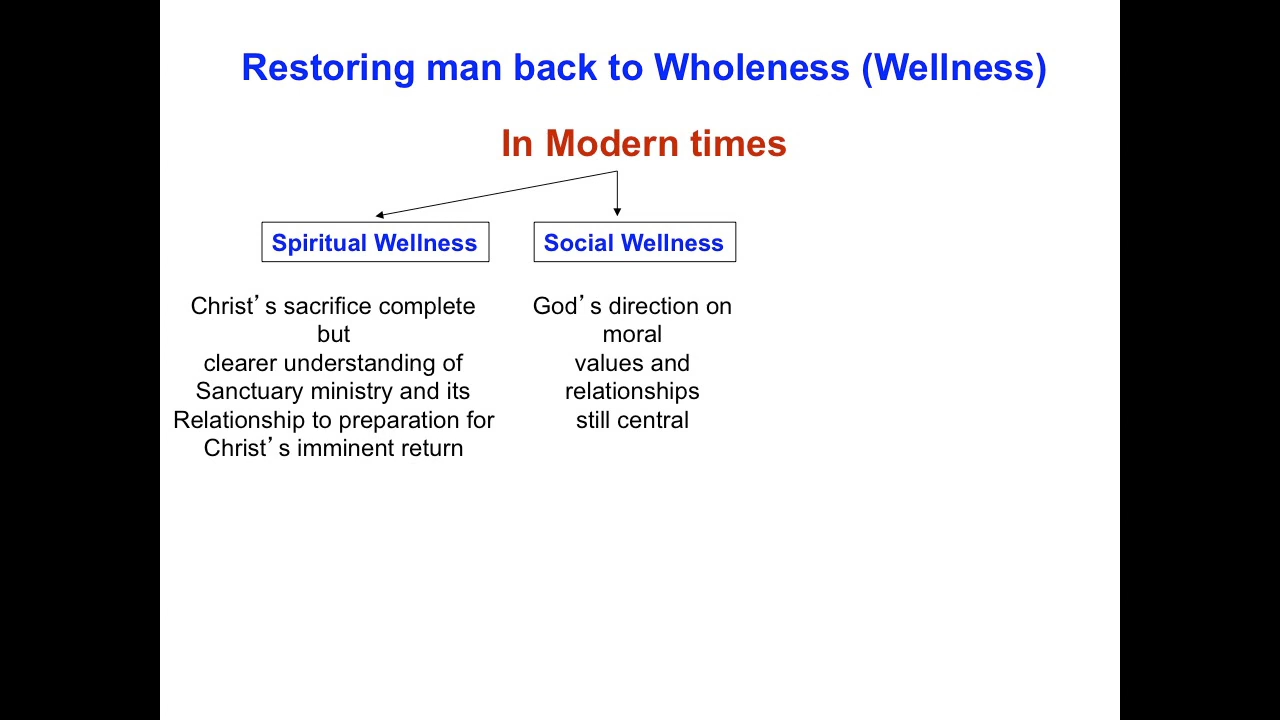 Restoring man back to Wholeness (Wellness)
In Modern times
Spiritual Wellness
Christ’s sacrifice complete
but
clearer understanding of
Sanctuary ministry and its
Relationship to preparation for
Christ’s imminent return
Social Wellness
God’s direction on
moral
values and
relationships
still central